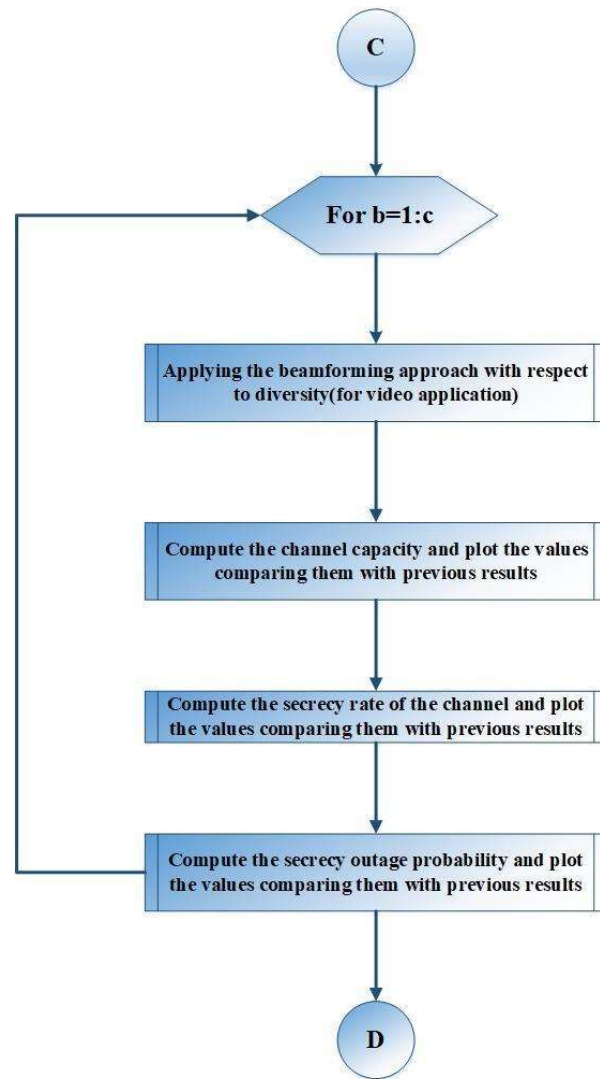 C
For b=1:c
Applying the beamforming approach with respect
to diversity(for video application)
Compute the channel capacity and plot the values
comparing them with previous results
Compute the secrecy rate of the channel and plot
the values comparing them with previous results
Compute the secrecy outage probability and plot
the values comparing them with previous results
D